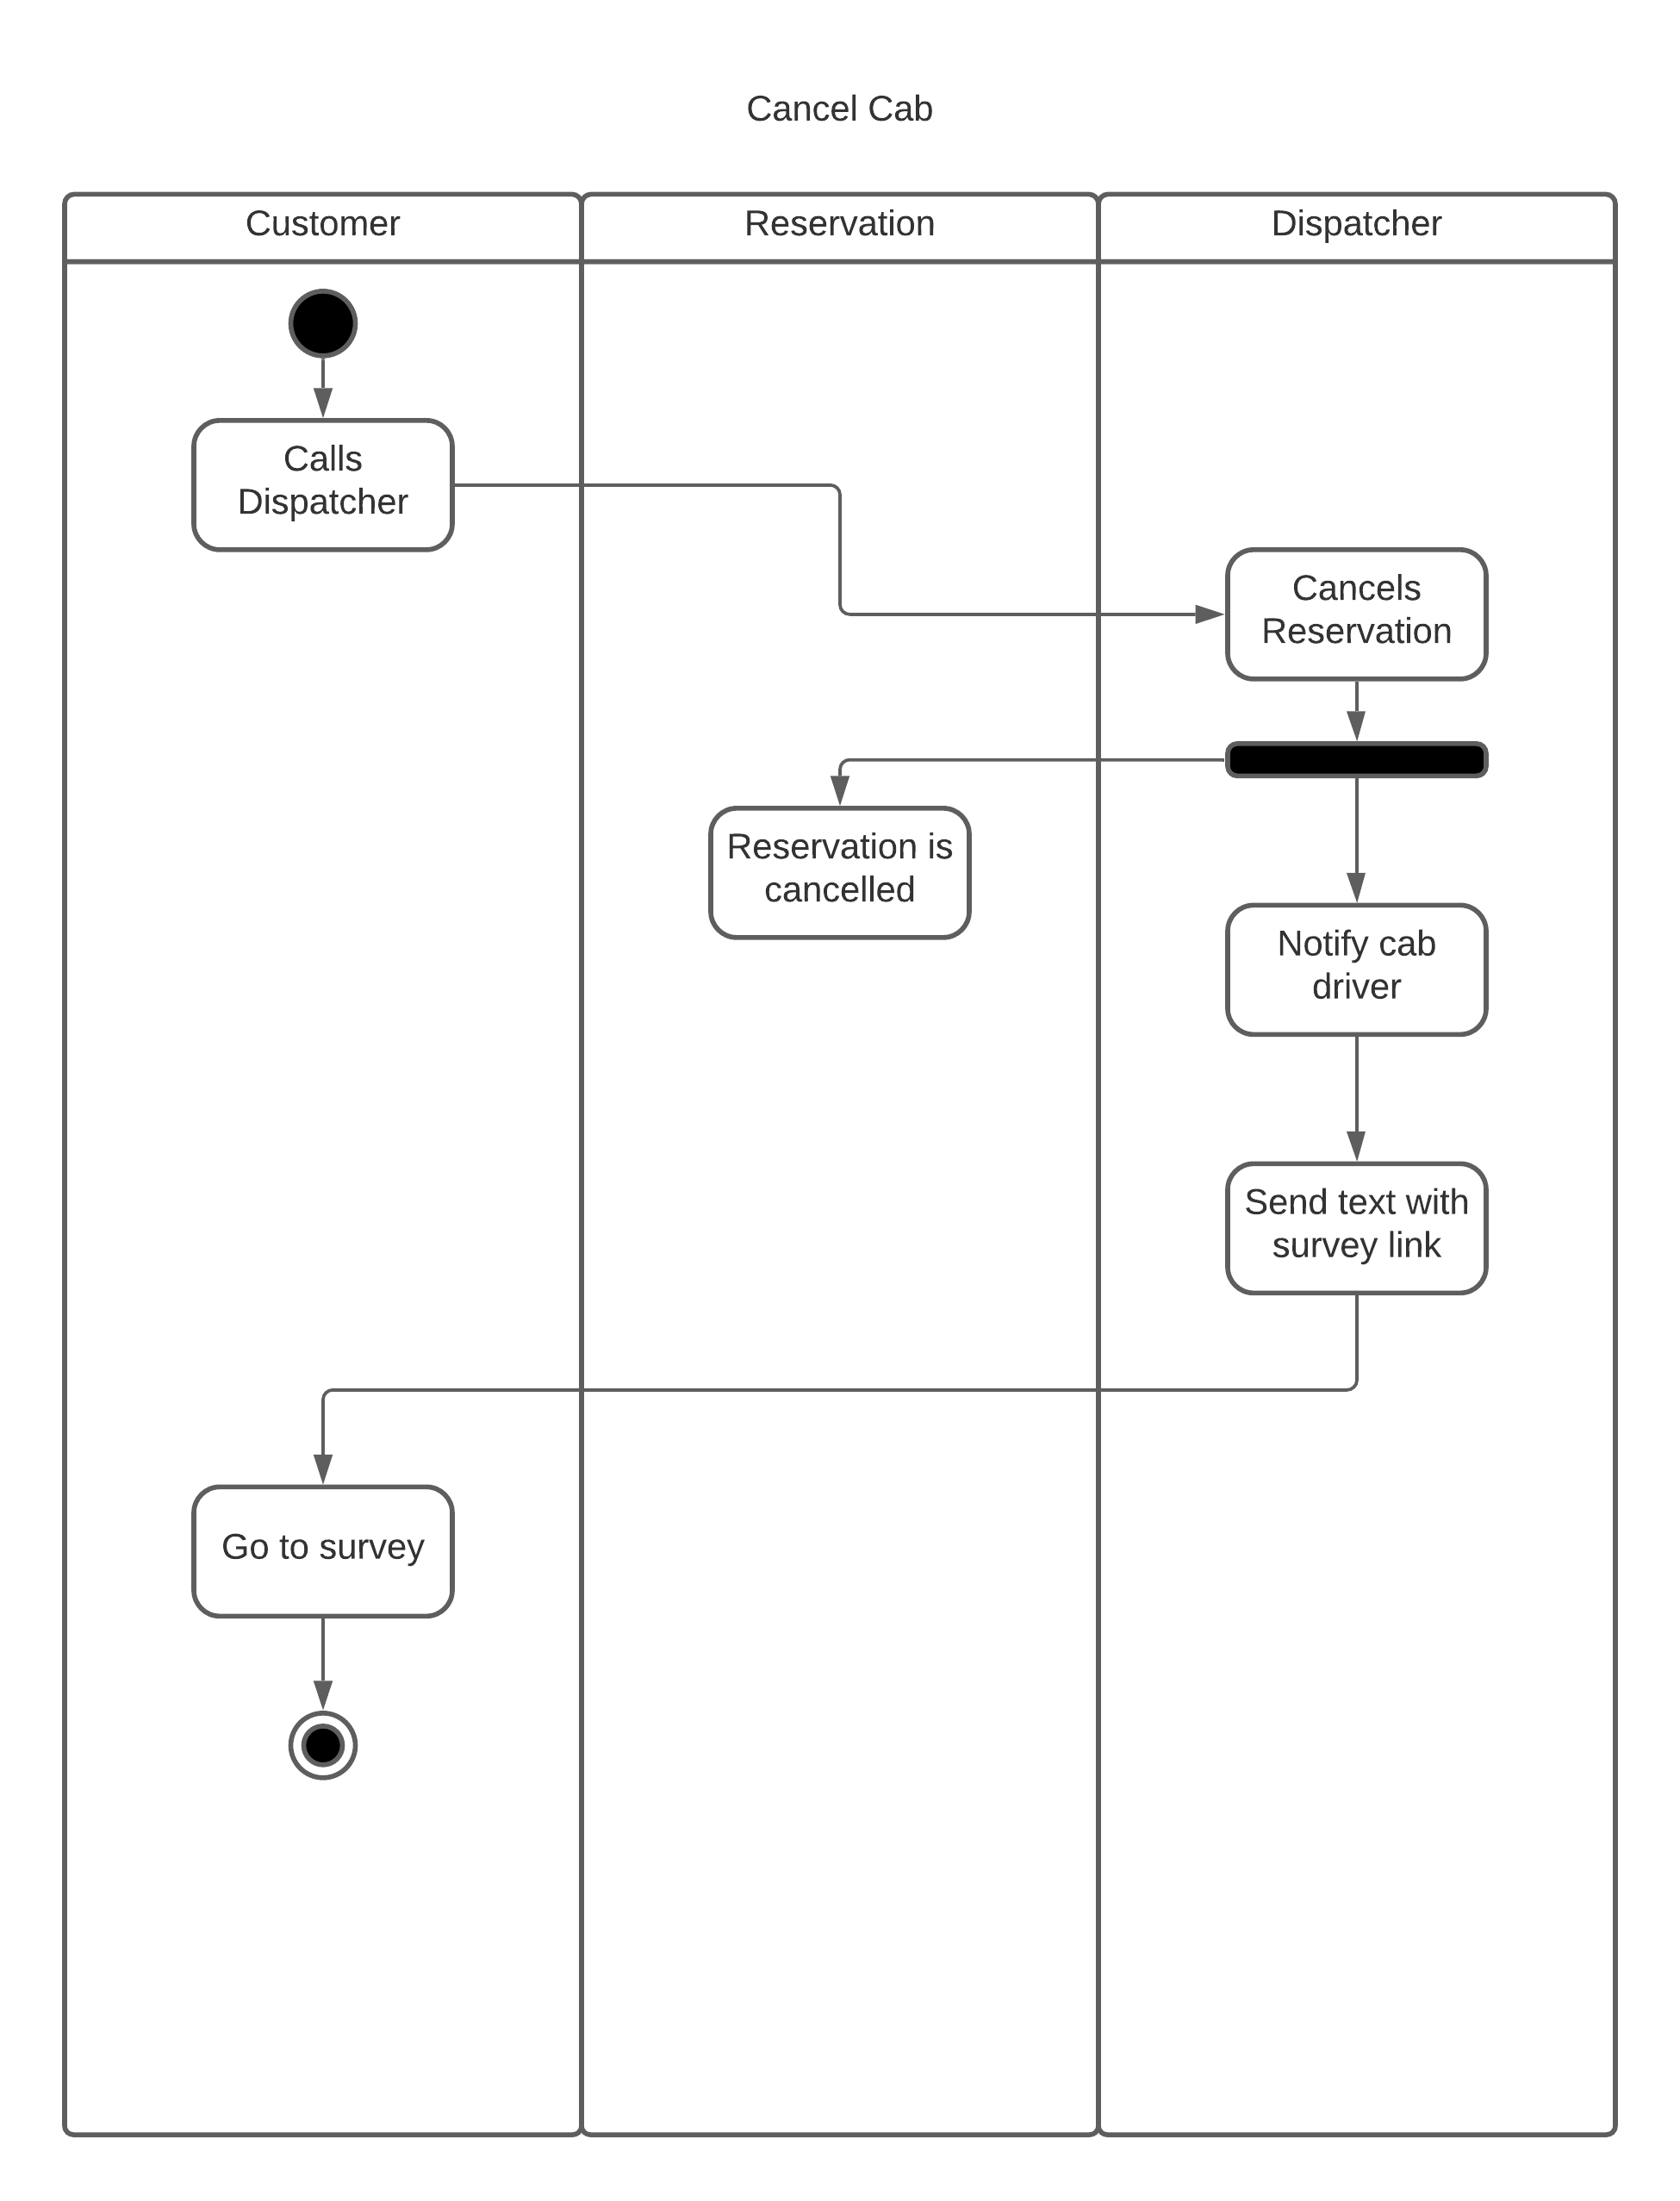 Cancel Cab
Customer
Reservation
Dispatcher
Calls
Dispatcher
Cancels
Reservation
Reservation is
cancelled
Notify cab
driver
Send text with
survey link
Go to survey